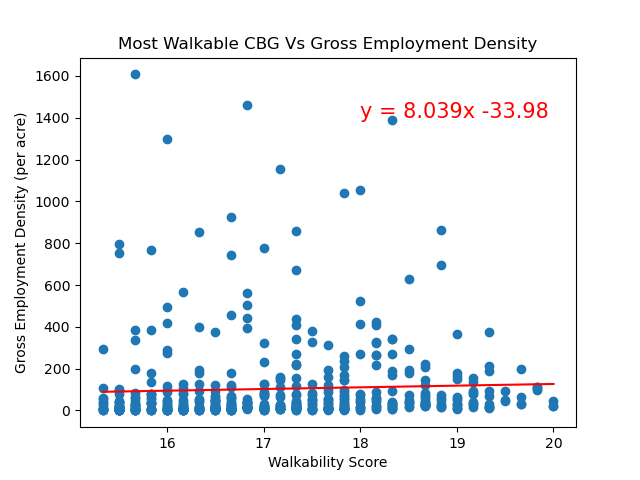 Most Walkable CBG Vs Gross Employment Density
y = 8.039x -33.98
Gross Employment Density (per acre)
1600
1400
1200
1000
800
600
400
200
0
16 17 18 19 20
Walkability Score